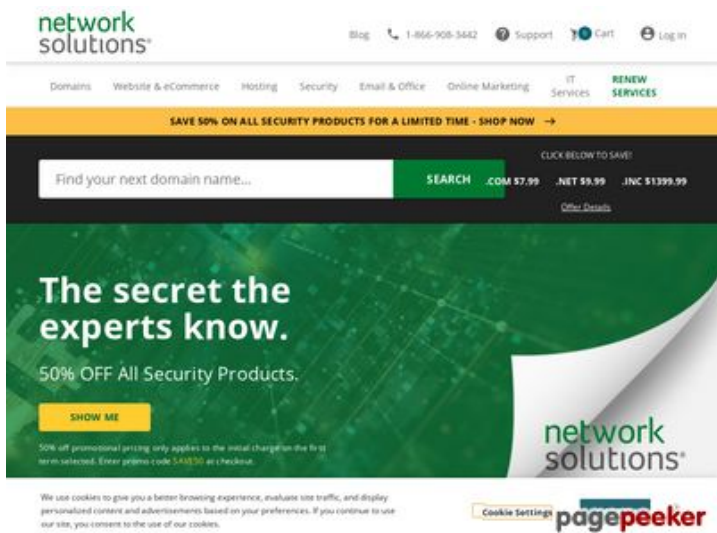 network
solutions
Blog 1-866-908-3442 Support Cart Log In
Domains Website & eCommerce Hosting Security Email & Office Online Marketing IT Services RENEW SERVICES
SAVE 50% ON ALL SECURITY PRODUCTS FOR A LIMITED TIME - SHOP NOW →
CLICK BELOW TO SAVE!
Find your next domain name... SEARCH .COM $7.99 .NET $9.99 .INC $1399.99
Offer Details
The secret the
experts know.
50% OFF All Security Products.
SHOW ME
50% off promotional pricing only applies to the initial charge on the first
term selected. Enter promo code SAVE50 at checkout.
network
solutions
We use cookies to give you a better browsing experience, evaluate site traffic, and display
personalized content and advertisements based on your preferences. If you continue to use
our site, you consent to the use of our cookies.
Cookie Settings
pagepeeker